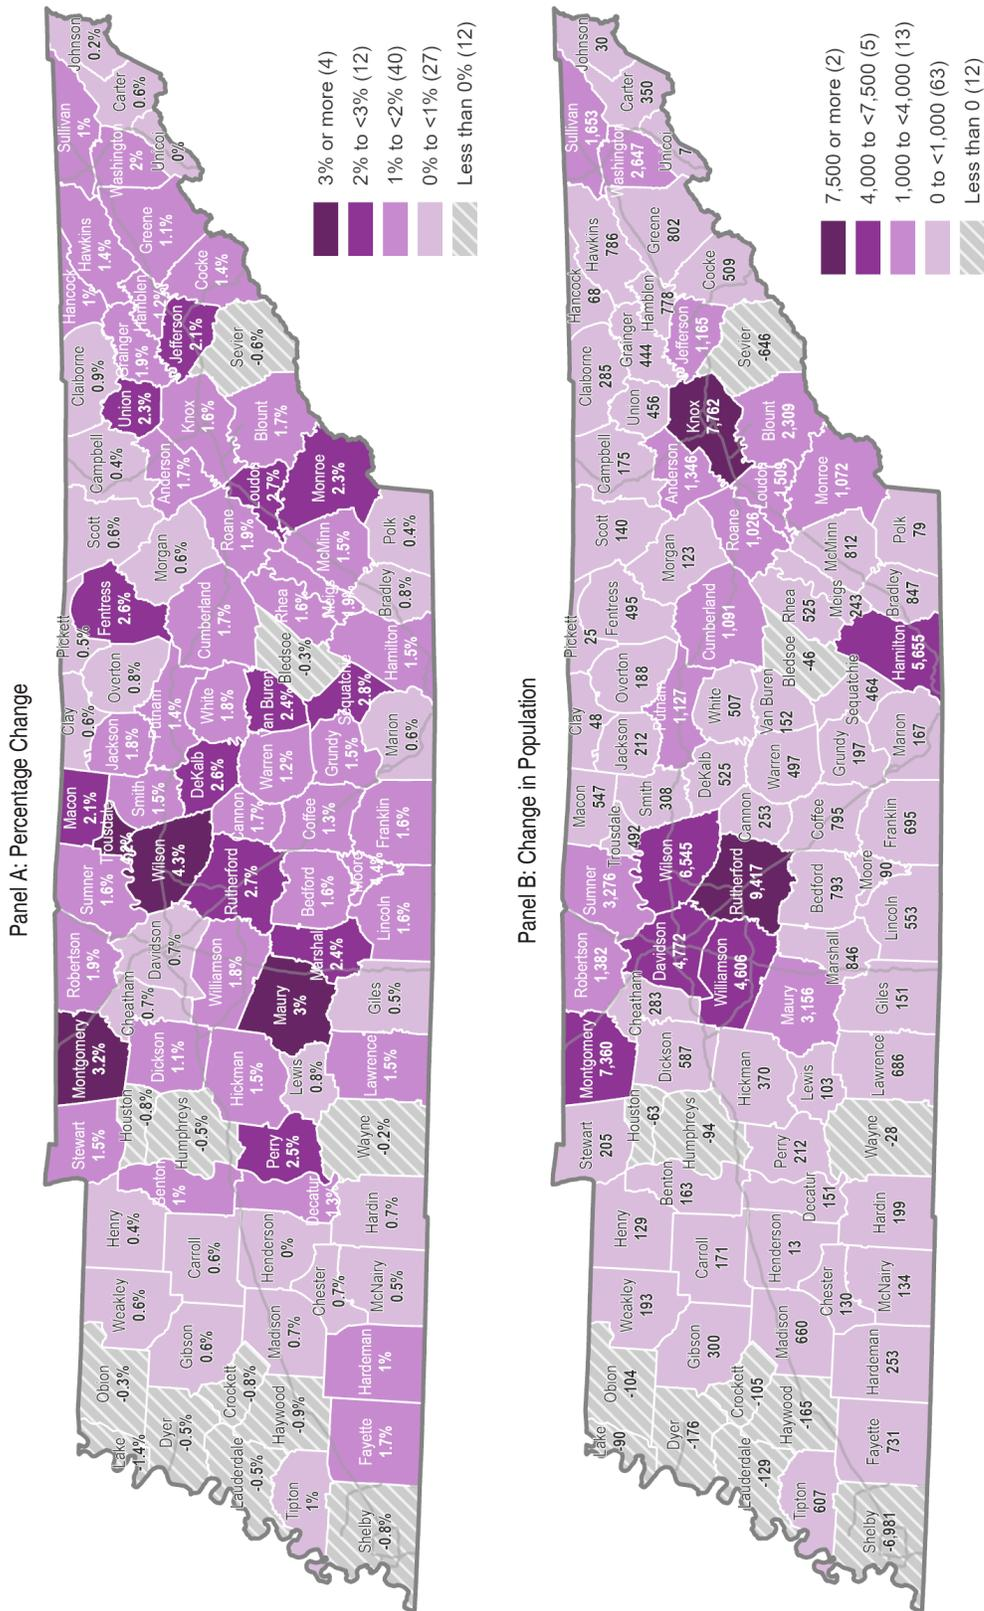 Panel A: Percentage Change
Lake
-1.4%
Obion
-0.3%
Weakley
0.6%
Henry
0.4%
Stewart
1.5%
Montgomery
3.2%
Robertson
1.9%
Sumner
1.6%
Macon
2.1%
Trousdale
Clay
0.6%
Pickett
0.5%
Fentress
2.6%
Scott
0.6%
Campbell
0.4%
Claiborne
0.9%
Hancock
1%
Hawkins
1.4%
Sullivan
1%
Johnson
0.2%
Dyer
-0.5%
Gibson
0.6%
Carroll
0.6%
Benton
1%
Houston
-0.8%
Humphreys
-0.5%
Dickson
1.1%
Cheatham
0.7%
Davidson
0.7%
Wilson
4.3%
Smith
1.5%
Jackson
1.8%
Overton
0.8%
Putnam
1.4%
Morgan
0.6%
Anderson
1.7%
Union
2.3%
Grainger
1.9%
Hamblen
1.2%
Greene
1.1%
Washington
2%
Carter
0.6%
Unicoi
0%
Lauderdale
-0.5%
Crockett
-0.8%
Haywood
-0.9%
Madison
0.7%
Henderson
0%
Decatur
1.3%
Perry
2.5%
Hickman
1.5%
Williamson
1.8%
Rutherford
2.7%
Cannon
1.7%
DeKalb
2.6%
White
1.8%
Cumberland
1.7%
Roane
1.9%
Loudon
2.7%
Knox
1.6%
Jefferson
2.1%
Cocke
1.4%
Tipton
1%
Chester
0.7%
Lewis
0.8%
Maury
3%
Marshall
2.4%
Bedford
1.6%
Coffee
1.3%
Warren
1.2%
Van Buren
2.4%
Bledsoe
-0.3%
Rhea
1.6%
Meigs
1.9%
McMinn
1.5%
Monroe
2.3%
Blount
1.7%
Sevier
-0.6%
Shelby
-0.8%
Fayette
1.7%
Hardeman
1%
McNairy
0.5%
Hardin
0.7%
Wayne
-0.2%
Lawrence
1.5%
Giles
0.5%
Lincoln
1.6%
Moore
1.4%
Franklin
1.6%
Grundy
1.5%
Marion
0.6%
Sequatchie
2.8%
Hamilton
1.5%
Bradley
0.8%
Polk
0.4%
3% or more (4)
2% to <3% (12)
1% to <2% (40)
0% to <1% (27)
Less than 0% (12)
Panel B: Change in Population
Lake
-90
Obion
-104
Weakley
193
Henry
129
Stewart
205
Montgomery
7,360
Robertson
1,382
Sumner
3,276
Macon
547
Trousdale
492
Clay
48
Pickett
25
Fentress
495
Scott
140
Campbell
175
Claiborne
285
Hancock
68
Hawkins
786
Sullivan
1,653
Johnson
30
Dyer
-176
Gibson
300
Carroll
171
Benton
163
Houston
-63
Humphreys
-94
Dickson
587
Cheatham
283
Davidson
4,772
Wilson
6,545
Smith
308
Jackson
212
Overton
188
Putnam
1,127
Morgan
123
Anderson
1,346
Union
456
Grainger
444
Hamblen
778
Greene
802
Washington
2,647
Carter
350
Unicoi
7
Lauderdale
-129
Crockett
-105
Haywood
-165
Madison
660
Henderson
13
Decatur
151
Perry
212
Hickman
370
Williamson
4,606
Rutherford
9,417
Cannon
253
DeKalb
525
White
507
Cumberland
1,091
Roane
1,026
Loudon
1,509
Knox
7,762
Jefferson
1,165
Cocke
509
Tipton
607
Chester
130
Lewis
103
Maury
3,156
Marshall
846
Bedford
793
Coffee
795
Warren
497
Van Buren
152
Bledsoe
-46
Rhea
525
Meigs
243
McMinn
812
Monroe
1,072
Blount
2,309
Sevier
-646
Shelby
-6,981
Fayette
731
Hardeman
253
McNairy
134
Hardin
199
Wayne
-28
Lawrence
686
Giles
151
Lincoln
553
Moore
90
Franklin
695
Grundy
197
Marion
167
Sequatchie
464
Hamilton
5,655
Bradley
847
Polk
79
7,500 or more (2)
4,000 to <7,500 (5)
1,000 to <4,000 (13)
0 to <1,000 (63)
Less than 0 (12)